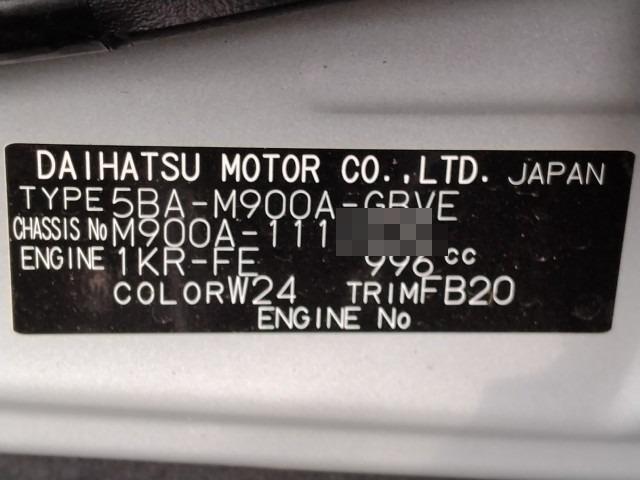 DAIHATSU MOTOR CO.,LTD. JAPAN
TYPE 5BA-M900A-GBVE
CHASSIS No M900A-111
ENGINE 1KR-FE 996 cc
COLOR W24 TRIM FB20
ENGINE No